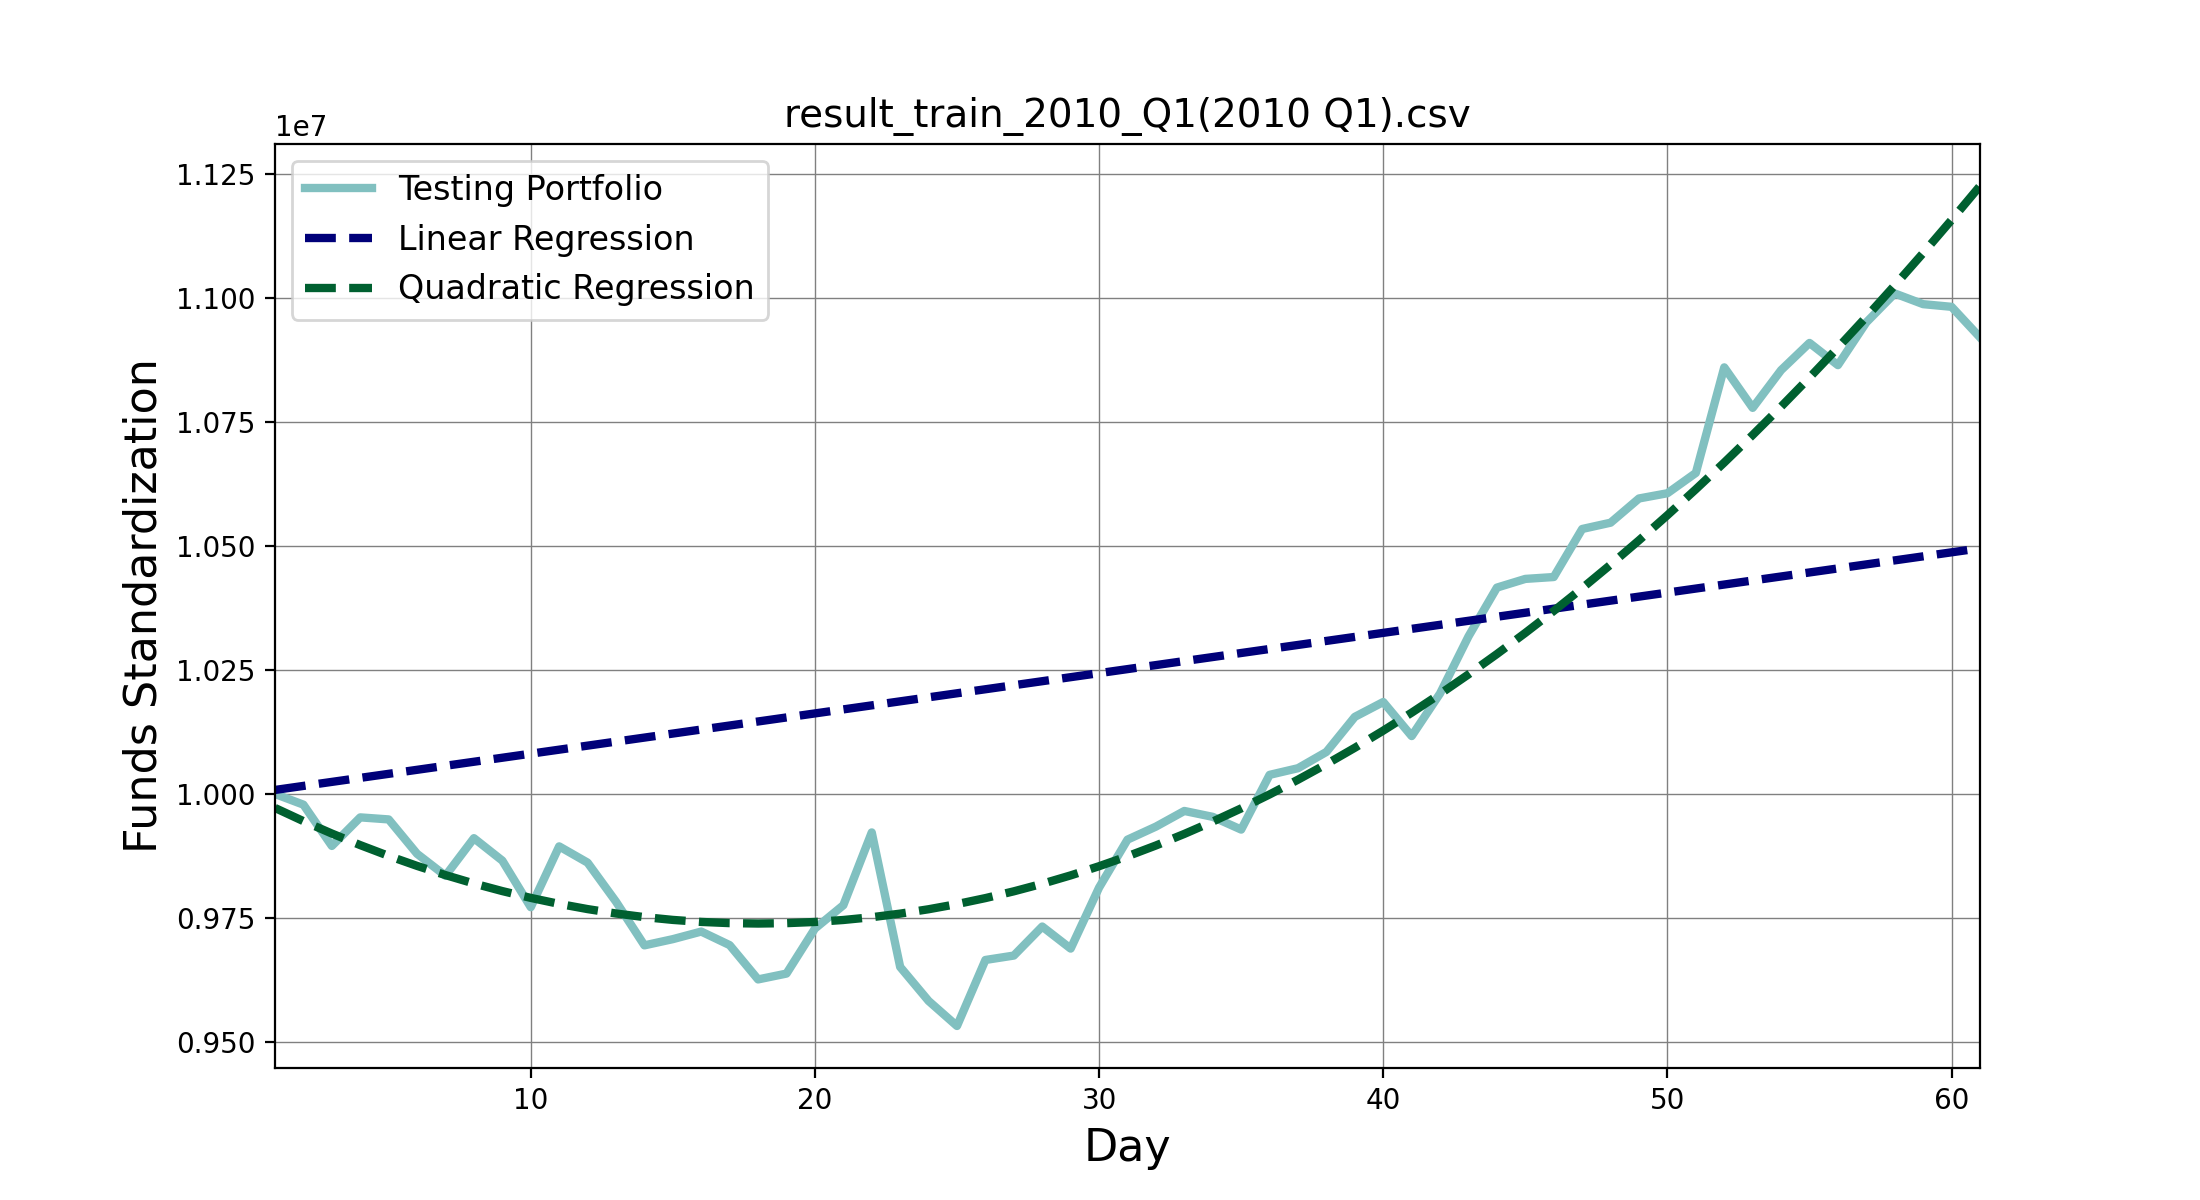 result_train_2010_Q1(2010 Q1).csv
1e7
Testing Portfolio
Linear Regression
Quadratic Regression
Funds Standardization
1.125
1.100
1.075
1.050
1.025
1.000
0.975
0.950
10 20 30 40 50 60
Day